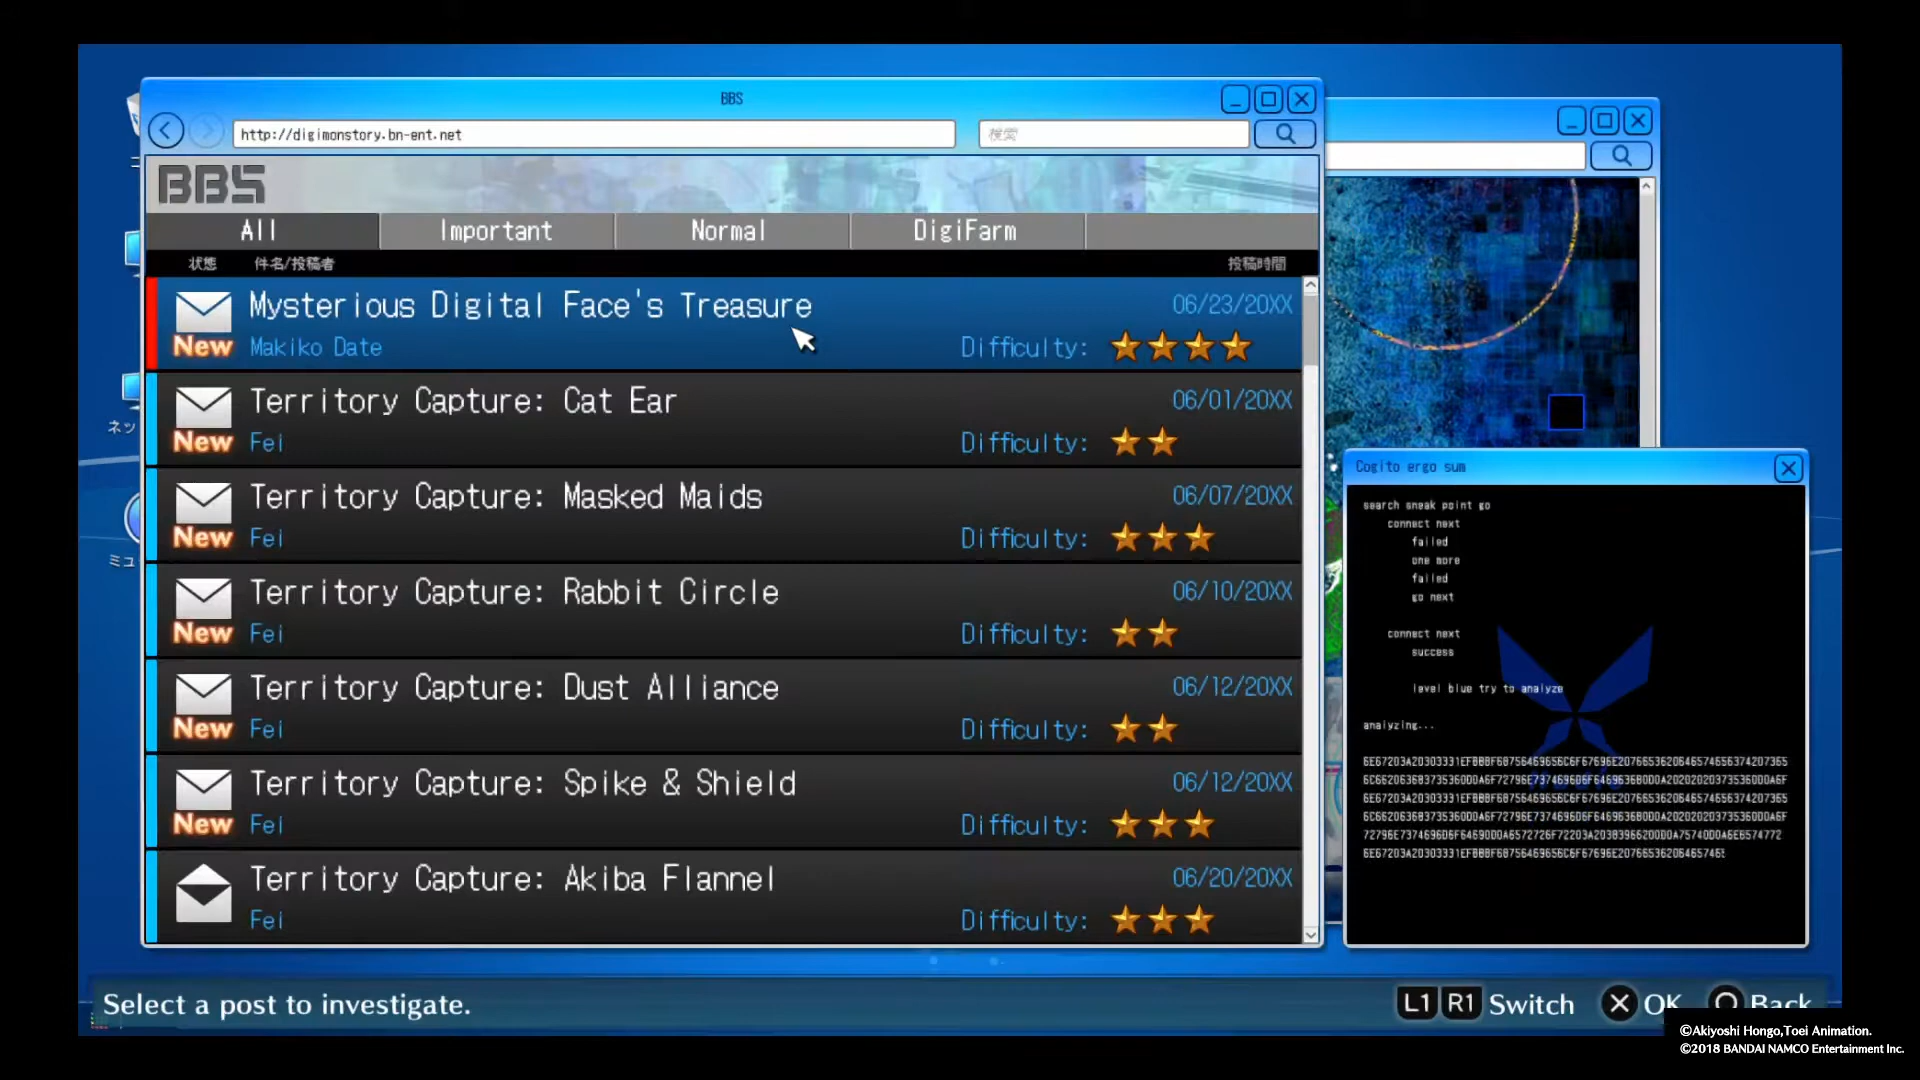 BBS
http://digimonstory.bn-ent.net
検索
BBS
All
Important
Normal
DigiFarm
状態
件名/投稿者
投稿時間
Mysterious Digital Face's Treasure
06/23/20XX
New
Makiko Date
Difficulty:
Territory Capture: Cat Ear
06/01/20XX
New
Fei
Difficulty:
Territory Capture: Masked Maids
06/07/20XX
New
Fei
Difficulty:
Territory Capture: Rabbit Circle
06/10/20XX
New
Fei
Difficulty:
Territory Capture: Dust Alliance
06/12/20XX
New
Fei
Difficulty:
Territory Capture: Spike & Shield
06/12/20XX
New
Fei
Difficulty:
Territory Capture: Akiba Flannel
06/20/20XX
Fei
Difficulty:
ネッ
ミュ
Cogito ergo sum
search sneak point go
connect next
failed
one more
failed
go next
connect next
success
level blue try to analyze
analyzing...
Select a post to investigate.
L1 R1 Switch
OK
Back
©Akiyoshi Hongo,Toei Animation.
©2018 BANDAI NAMCO Entertainment Inc.